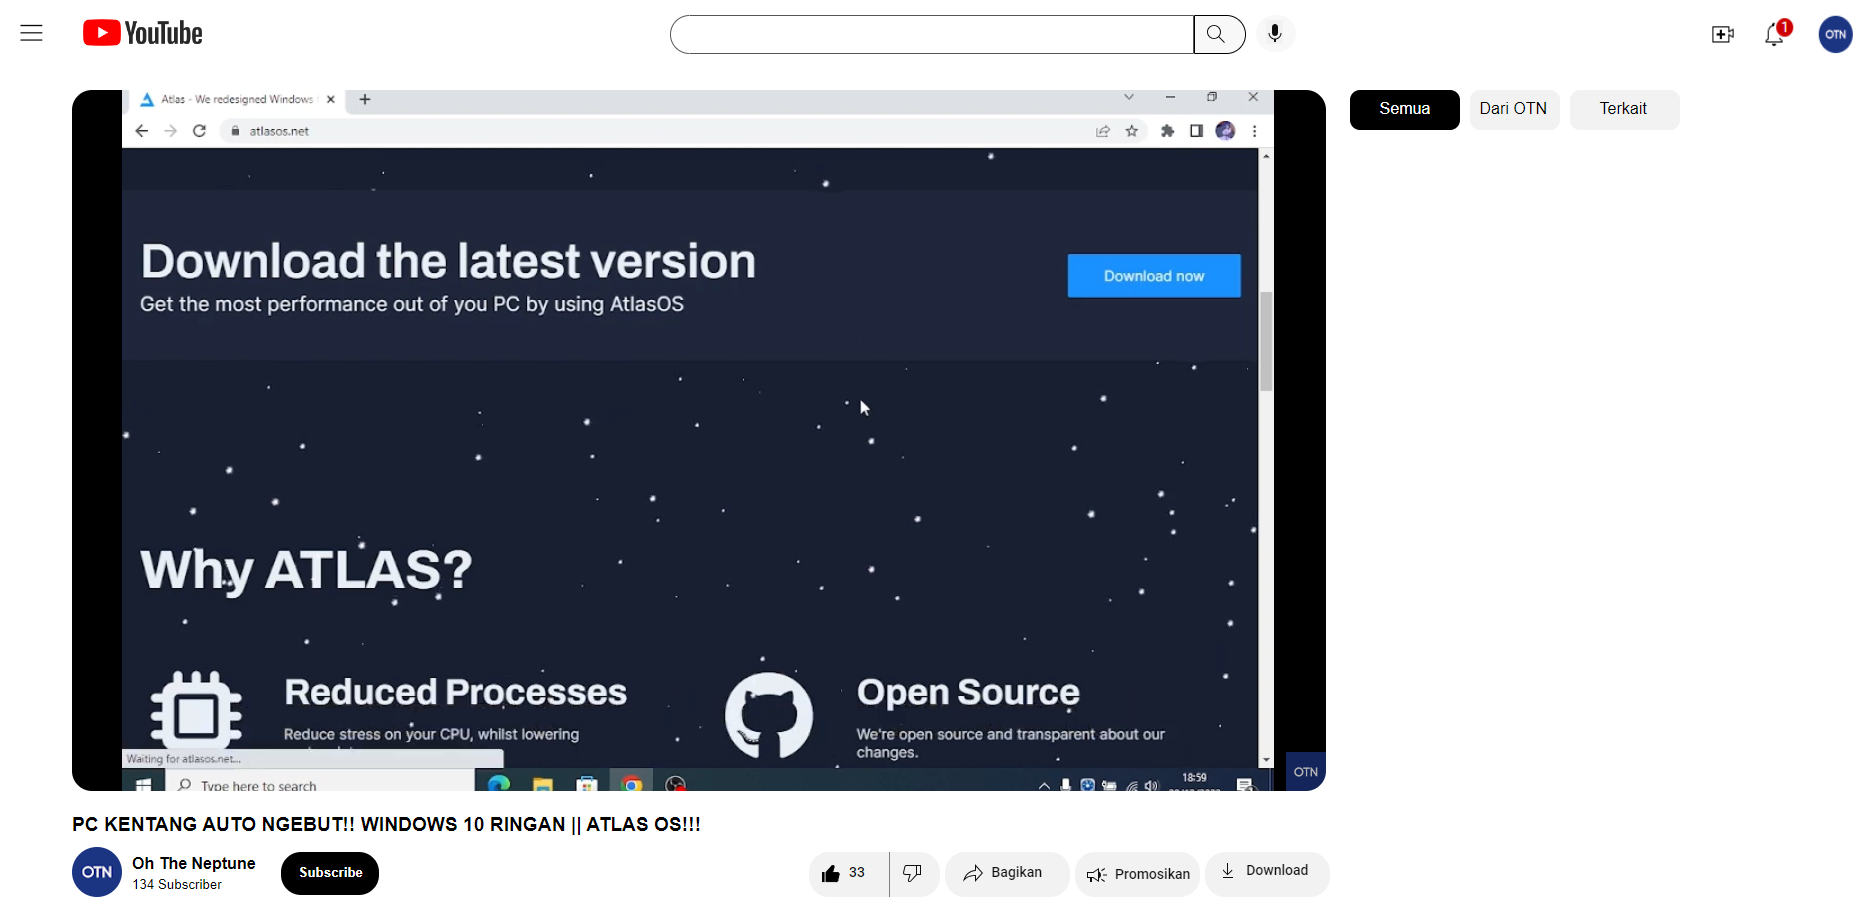 YouTube
1
OTN
Atlas - We redesigned Windows
atlasos.net
Semua
Dari OTN
Terkait
Download the latest version
Get the most performance out of you PC by using AtlasOS
Download now
Why ATLAS?
Reduced Processes
Reduce stress on your CPU, whilst lowering
Open Source
We're open source and transparent about our
changes.
Waiting for atlasos.net...
Type here to search
18:59
OTN
PC KENTANG AUTO NGEBUT!! WINDOWS 10 RINGAN || ATLAS OS!!!
OTN
Oh The Neptune
134 Subscriber
Subscribe
33
Bagikan
Promosikan
Download